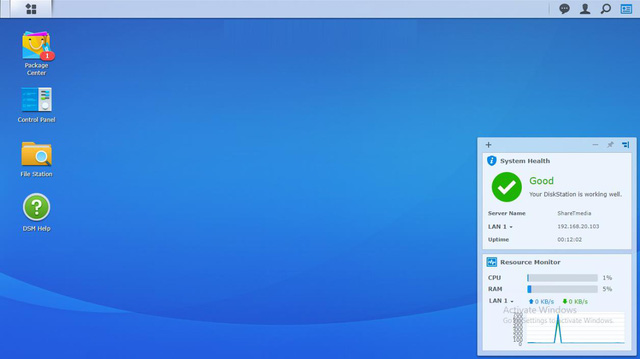 1
Package
Center
Control Panel
File Station
DSM Help
System Health
Good
Your DiskStation is working well.
Server Name ShareTmedia
LAN 1 192.168.20.103
Uptime 00:12:02
Resource Monitor
CPU 1%
RAM 5%
LAN 1 0 KB/s 0 KB/s
Activate Windows
Go to Settings to activate Windows.